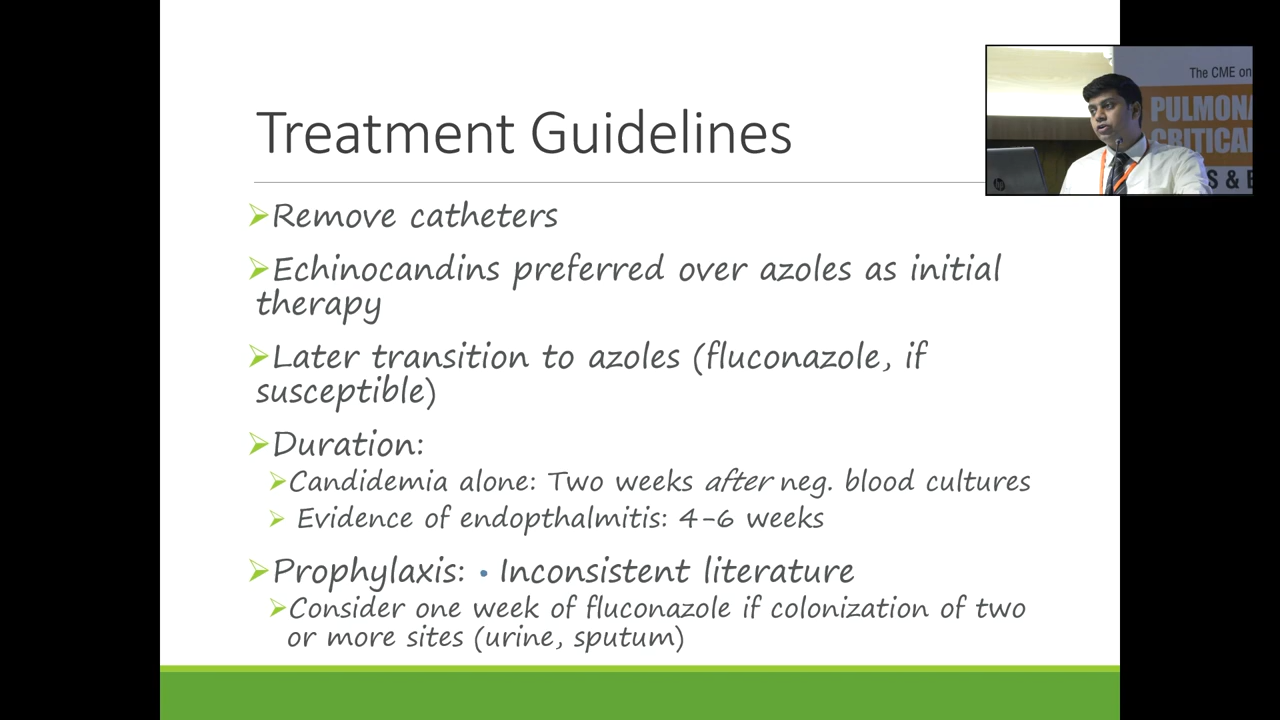 Treatment Guidelines
The CME on
PULMONA
CRITICAL
S & E
➢Remove catheters
➢Echinocandins preferred over azoles as initial
therapy
➢Later transition to azoles (fluconazole, if
susceptible)
➢Duration:
➢Candidemia alone: Two weeks after neg. blood cultures
➢ Evidence of endopthalmitis: 4-6 weeks
➢Prophylaxis: • Inconsistent literature
➢Consider one week of fluconazole if colonization of two
or more sites (urine, sputum)
hp